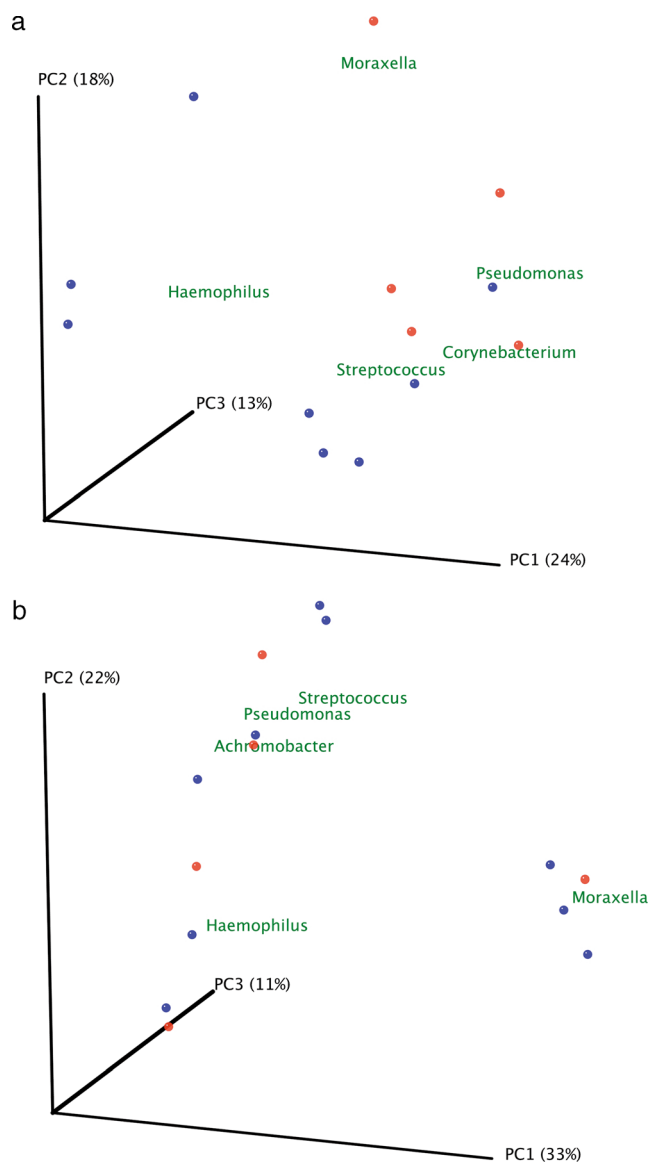 a
Moraxella
PC2 (18%)
Pseudomonas
Haemophilus
Corynebacterium
Streptococcus
PC3 (13%)
PC1 (24%)
b
PC2 (22%)
Streptococcus
Pseudomonas
Achromobacter
Moraxella
Haemophilus
PC3 (11%)
PC1 (33%)